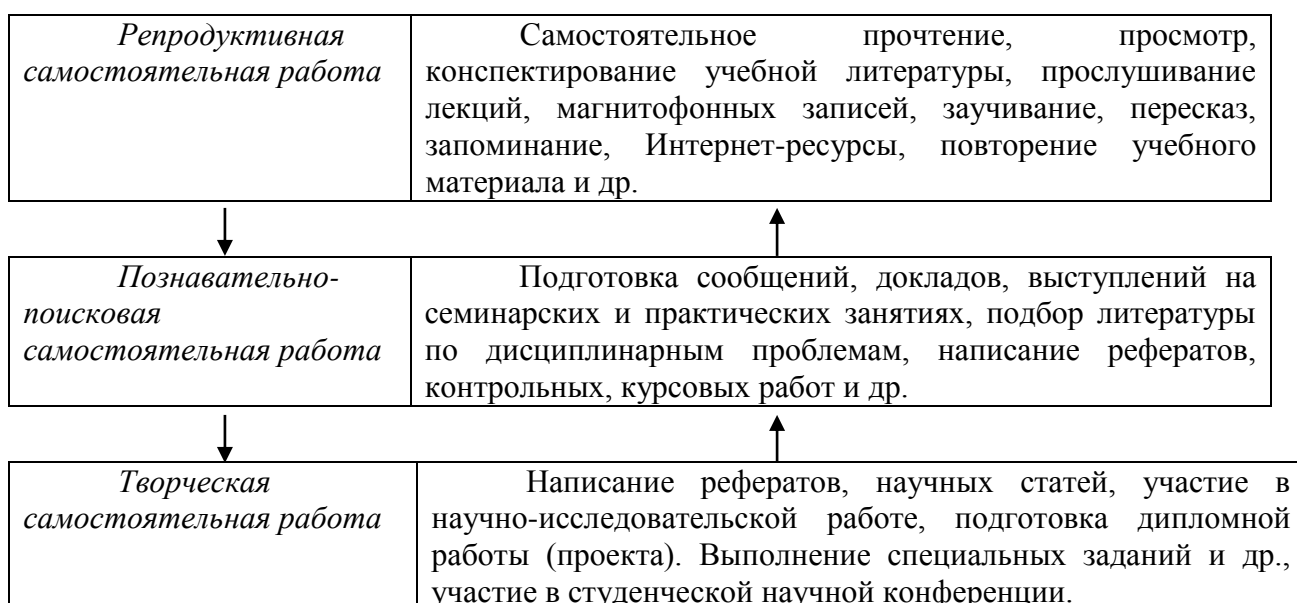 Репродуктивная
самостоятельная работа
Самостоятельное прочтение, просмотр,
конспектирование учебной литературы, прослушивание
лекций, магнитофонных записей, заучивание, пересказ,
запоминание, Интернет-ресурсы, повторение учебного
материала и др.
Познавательно-
поисковая
самостоятельная работа
Подготовка сообщений, докладов, выступлений на
семинарских и практических занятиях, подбор литературы
по дисциплинарным проблемам, написание рефератов,
контрольных, курсовых работ и др.
Творческая
самостоятельная работа
Написание рефератов, научных статей, участие в
научно-исследовательской работе, подготовка дипломной
работы (проекта). Выполнение специальных заданий и др.,
участие в студенческой научной конференции.